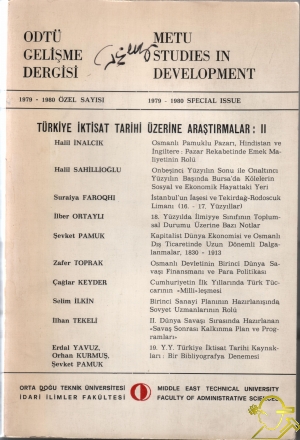 ODTÜ
GELİŞME
DERGİSİ
METU
STUDIES IN
DEVELOPMENT
1979 - 1980 ÖZEL SAYISI
1979 - 1980 SPECIAL ISSUE
TÜRKİYE İKTİSAT TARİHİ ÜZERİNE ARAŞTIRMALAR : II
Halil INALCIK
Osmanlı Pamuklu Pazarı, Hindistan ve
İngiltere : Pazar Rekabetinde Emek Ma-
liyetinin Rolü
Halil SAHİLLİOĞLU
Onbeşinci Yüzyılın Sonu ile Onaltıncı
Yüzyılın Başında Bursa'da Kölelerin
Sosyal ve Ekonomik Hayattaki Yeri
Suraiya FAROQHI
İstanbul'un İaşesi ve Tekirdağ-Rodoscuk
Limanı (16. - 17. Yüzyıllar)
İlber ORTAYLI
18. Yüzyılda İlmiyye Sınıfının Toplum-
sal Durumu Üzerine Bazı Notlar
Şevket PAMUK
Kapitalist Dünya Ekonomisi ve Osmanlı
Dış Ticaretinde Uzun Dönemli Dalga-
lanmalar, 1830 - 1913
Zafer TOPRAK
Osmanlı Devletinin Birinci Dünya Sa-
vaşı Finansmanı ve Para Politikası
Çağlar KEYDER
Cumhuriyetin İlk Yıllarında Türk Tüc-
carının «Milli»leşmesi
Selim İLKİN
Birinci Sanayi Planının Hazırlanışında
Sovyet Uzmanlarının Rolü
İlhan TEKELİ
II. Dünya Savaşı Sırasında Hazırlanan
«Savaş Sonrası Kalkınma Plan ve Prog-
ramları»
Erdal YAVUZ,
Orhan KURMUŞ,
Şevket PAMUK
19. Y.Y. Türkiye İktisat Tarihi Kaynak-
ları : Bir Bibliyografya Denemesi
ORTA DOĞU TEKNİK ÜNİVERSİTESİ
İDARİ İLİMLER FAKÜLTESİ
MIDDLE EAST TECHNICAL UNIVERSITY
FACULTY OF ADMINISTRATIVE SCIENCES